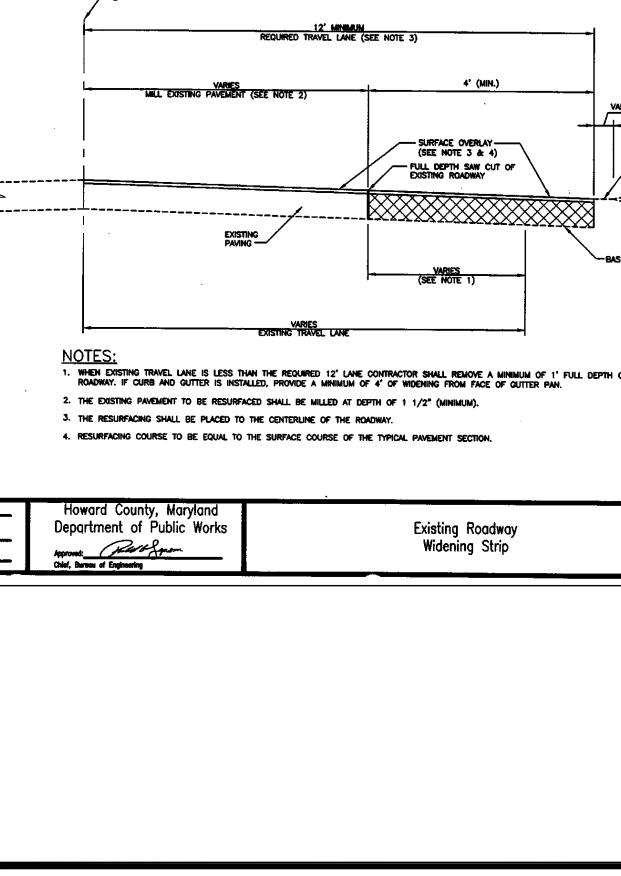 12' MINIMUM
REQUIRED TRAVEL LANE (SEE NOTE 3)
VARIES
MILL EXISTING PAVEMENT (SEE NOTE 2)
4' (MIN.)
SURFACE OVERLAY
(SEE NOTE 3 & 4)
FULL DEPTH SAW CUT OF
EXISTING ROADWAY
EXISTING
PAVING
BAS
VARIES
(SEE NOTE 1)
VARIES
EXISTING TRAVEL LANE
NOTES:
1. WHEN EXISTING TRAVEL LANE IS LESS THAN THE REQUIRED 12' LANE CONTRACTOR SHALL REMOVE A MINIMUM OF 1' FULL DEPTH
ROADWAY. IF CURB AND GUTTER IS INSTALLED, PROVIDE A MINIMUM OF 4' OF WIDENING FROM FACE OF GUTTER PAN.
2. THE EXISTING PAVEMENT TO BE RESURFACED SHALL BE MILLED AT DEPTH OF 1 1/2" (MINIMUM).
3. THE RESURFACING SHALL BE PLACED TO THE CENTERLINE OF THE ROADWAY.
4. RESURFACING COURSE TO BE EQUAL TO THE SURFACE COURSE OF THE TYPICAL PAVEMENT SECTION.
Howard County, Maryland
Department of Public Works
Approved:
Chief, Bureau of Engineering
Existing Roadway
Widening Strip